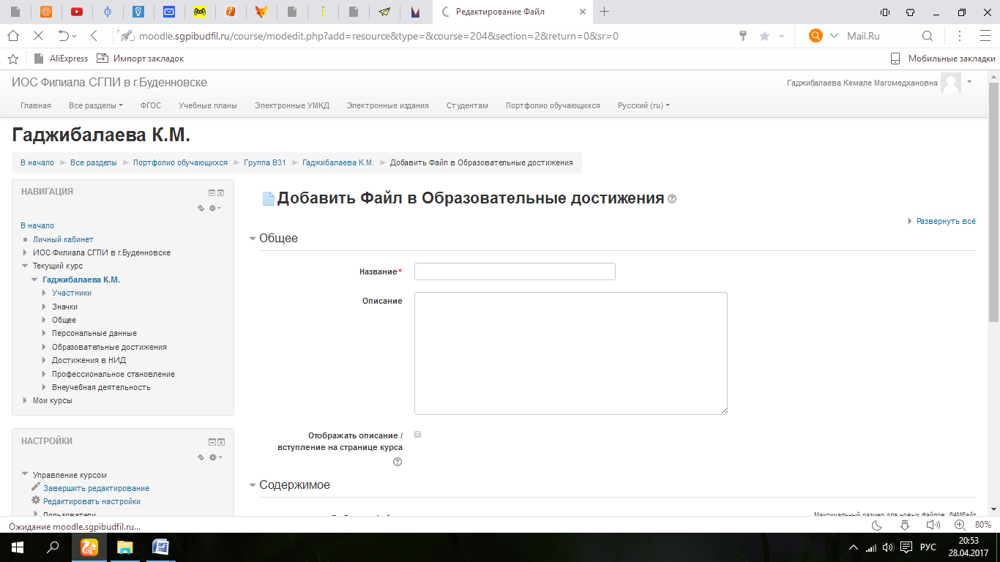 Редактирование Файл
moodle.sgpibudfil.ru/course/modedit.php?add=resource&type=&course=204&section=2&return=0&sr=0
Mail.Ru
AliExpress
Импорт закладок
Мобильные закладки
ИОС Филиала СГПИ в г.Буденновске
Гаджибалаева Кемале Магомедхановна
Главная Все разделы ФГОС Учебные планы Электронные УМКД Электронные издания Студентам Портфолио обучающихся Русский (ru)
Гаджибалаева К.М.
В начало Все разделы Портфолио обучающихся Группа В31 Гаджибалаева К.М. Добавить Файл в Образовательные достижения
НАВИГАЦИЯ
В начало
Личный кабинет
ИОС Филиала СГПИ в г.Буденновске
Текущий курс
Гаджибалаева К.М.
Участники
Значки
Общее
Персональные данные
Образовательные достижения
Достижения в НИД
Профессиональное становление
Внеучебная деятельность
Мои курсы
НАСТРОЙКИ
Управление курсом
Завершить редактирование
Редактировать настройки
Пользователи
Добавить Файл в Образовательные достижения
Развернуть всё
Общее
Название*
Описание
Отображать описание /
вступление на странице курса
Содержимое
Максимальный размер для новых файлов: 64Мбайт
Ожидание moodle.sgpibudfil.ru...
80%
РУС
20:53
28.04.2017